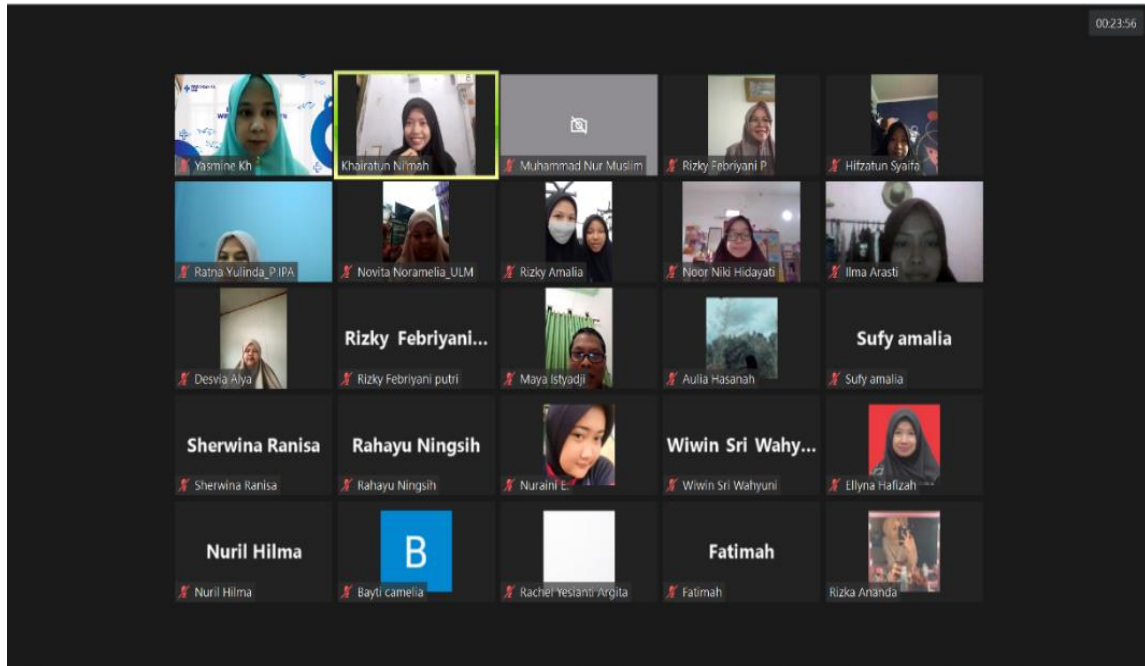 00:23:56
Yasmine Kh
Khairatun Ni'mah
Muhammad Nur Muslim
Rizky Febriyani P
Hifzatun Syaifa
Ratna Yulinda_P.IPA
Novita Noramelia_ULM
Rizky Amalia
Noor Niki Hidayati
Ilma Arasti
Desvia Alya
Rizky Febriyani...
Rizky Febriyani putri
Maya Istyadji
Aulia Hasanah
Sufy amalia
Sufy amalia
Sherwina Ranisa
Sherwina Ranisa
Rahayu Ningsih
Rahayu Ningsih
Nuraini E.
Wiwin Sri Wahy...
Wiwin Sri Wahyuni
Ellyna Hafizah
Nuril Hilma
Nuril Hilma
B
Bayti camelia
Rachel Yesianti Argita
Fatimah
Fatimah
Rizka Ananda